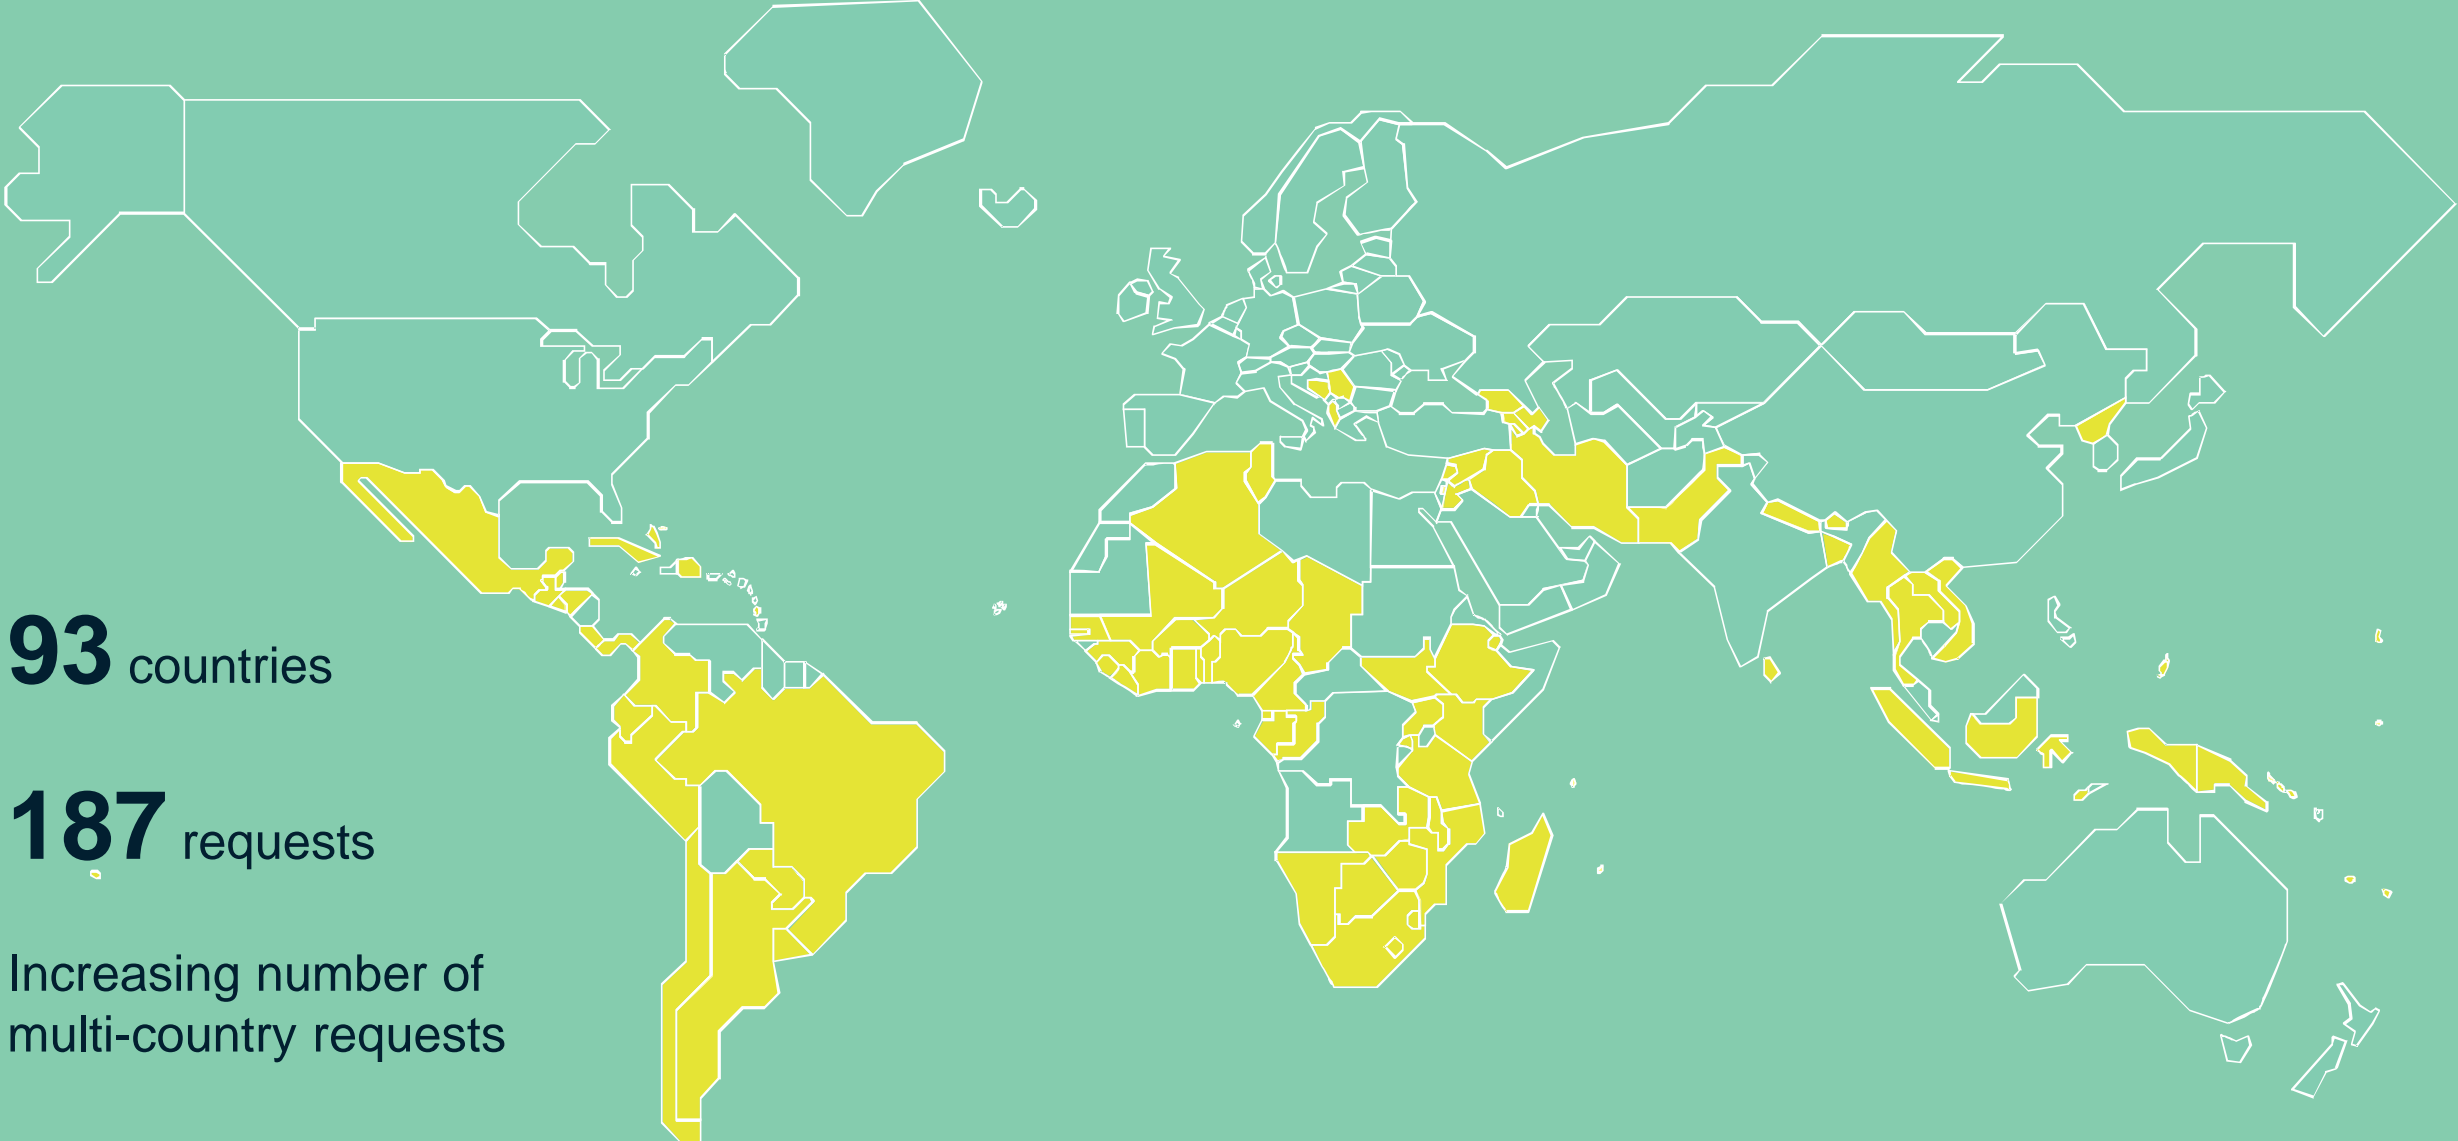 93 countries
187 requests
Increasing number of
multi-country requests